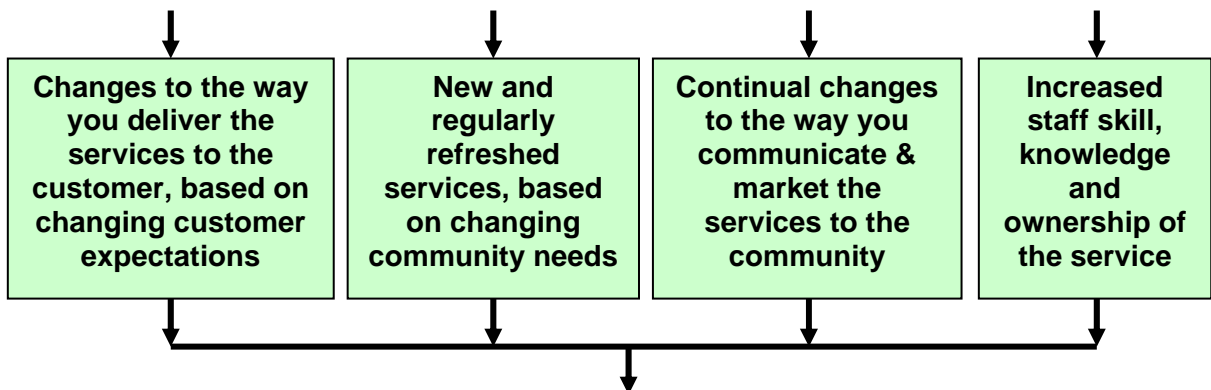 Changes to the way
you deliver the
services to the
customer, based on
changing customer
expectations
New and
regularly
refreshed
services, based
on changing
community needs
Continual changes
to the way you
communicate &
market the
services to the
community
Increased
staff skill,
knowledge
and
ownership of
the service